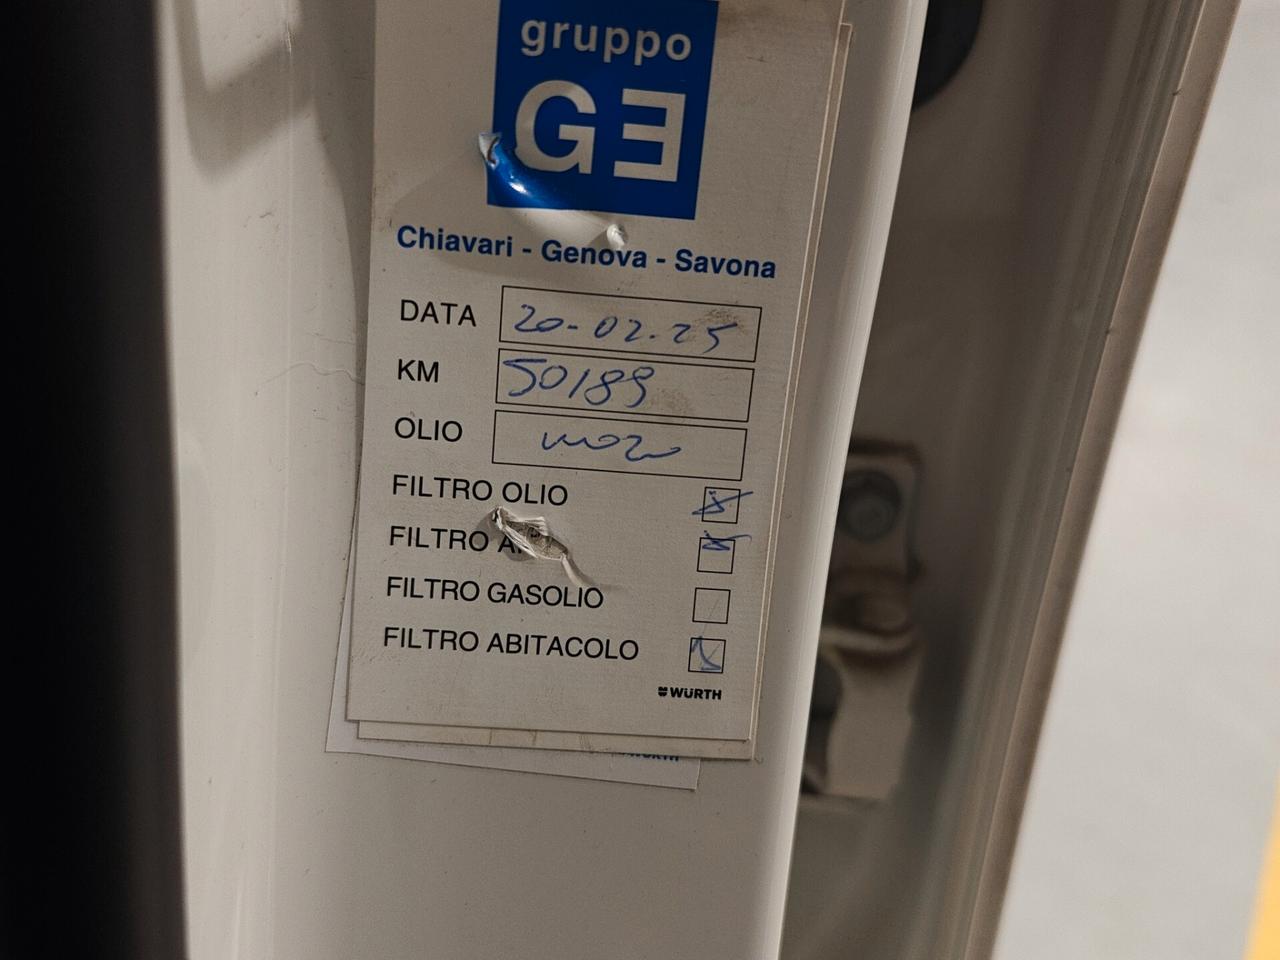 gruppo
GE
Chiavari - Genova - Savona
DATA 20-02.25
KM 50189
OLIO
FILTRO OLIO
FILTRO
FILTRO GASOLIO
FILTRO ABITACOLO
WÜRTH
WÜRTH